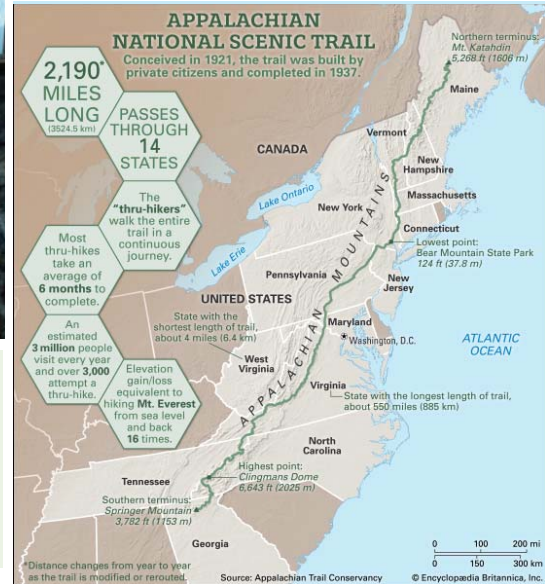 APPALACHIAN
NATIONAL SCENIC TRAIL
Conceived in 1921, the trail was built by
private citizens and completed in 1937.
2,190*
MILES
LONG
(3524.5 km)
PASSES
THROUGH
14
STATES
The
"thru-hikers"
walk the entire
trail in a
continuous
journey.
Most
thru-hikes
take an
average of
6 months to
complete.
An
estimated
3 million people
visit every year
and over 3,000
attempt a
thru-hike.
Elevation
gain/loss
equivalent to
hiking Mt. Everest
from sea level
and back
16 times.
Northern terminus:
Mt. Katahdin
5,268 ft (1606 m)
Maine
Vermont
CANADA
New
Hampshire
Lake Ontario
Massachusetts
New York
Connecticut
Lowest point:
Bear Mountain State Park
124 ft (37.8 m)
Lake Erie
Pennsylvania
New
Jersey
UNITED STATES
APPALACHIAN MOUNTAINS
State with the
shortest length of trail,
about 4 miles (6.4 km)
Maryland
Washington, D.C.
ATLANTIC
OCEAN
West
Virginia
Virginia
State with the longest length of trail,
about 550 miles (885 km)
North
Carolina
Tennessee
Highest point:
Clingmans Dome
6,643 ft (2025 m)
Southern terminus:
Springer Mountain
3,782 ft (1153 m)
Georgia
0 100 200 mi
0 150 300 km
*Distance changes from year to year
as the trail is modified or rerouted.
Source: Appalachian Trail Conservancy
© Encyclopædia Britannica, Inc.